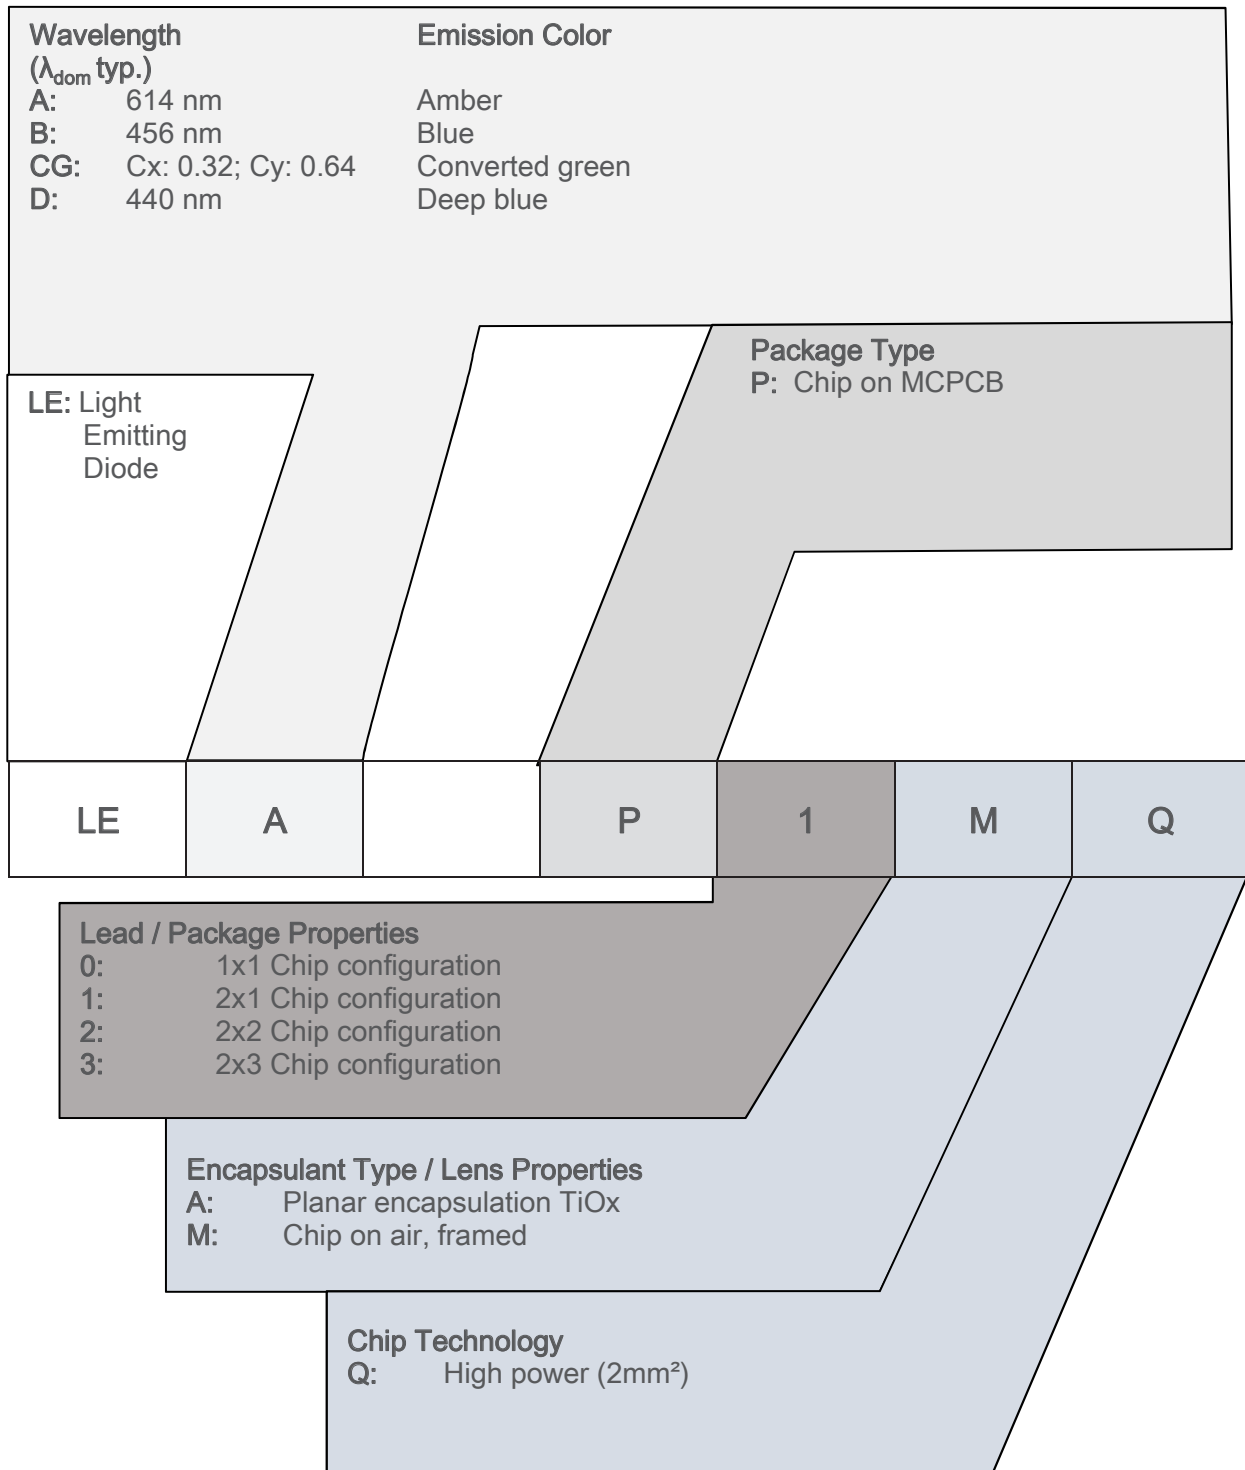 Wavelength Emission Color
(λdom typ.)
A: 614 nm Amber
B: 456 nm Blue
CG: Cx: 0.32; Cy: 0.64 Converted green
D: 440 nm Deep blue
Package Type
P: Chip on MCPCB
LE: Light
Emitting
Diode
LE A P 1 M Q
Lead / Package Properties
0: 1x1 Chip configuration
1: 2x1 Chip configuration
2: 2x2 Chip configuration
3: 2x3 Chip configuration
Encapsulant Type / Lens Properties
A: Planar encapsulation TiOx
M: Chip on air, framed
Chip Technology
Q: High power (2mm²)